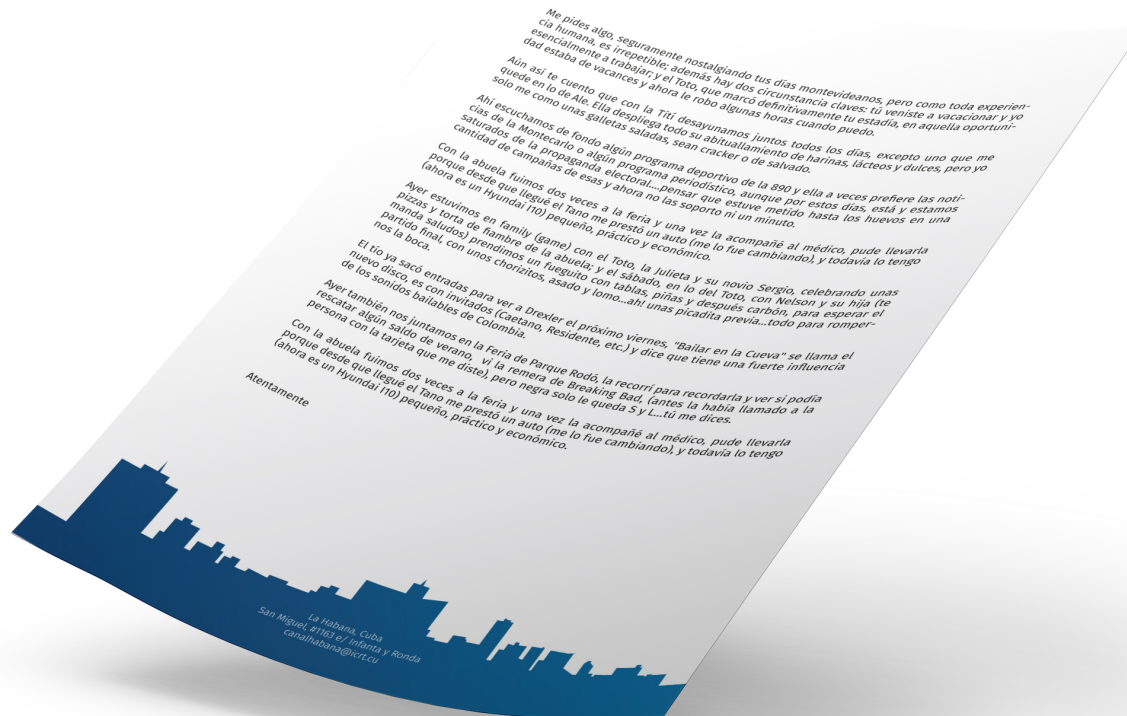 Me pides algo, seguramente nostalgiando tus días montevideanos, pero como toda experien-
cia humana, es irrepetible; además hay dos circunstancia claves: tú veniste a vacacionar y yo
esencialmente a trabajar; y el Toto, que marcó definitivamente tu estadía, en aquella oportuni-
dad estaba de vacances y ahora le robo algunas horas cuando puedo.
Aún así te cuento que con la Tití desayunamos juntos todos los días, excepto uno que me
quede en lo de Ale. Ella despliega todo su abituallamiento de harinas, lácteos y dulces, pero yo
solo me como unas galletas saladas, sean cracker o de salvado.
Ahí escuchamos de fondo algún programa deportivo de la 890 y ella a veces prefiere las noti-
cias de la Montecarlo o algún programa periodístico, aunque por estos días, está y estamos
saturados de la propaganda electoral....pensar que estuve metido hasta los huevos en una
cantidad de campañas de esas y ahora no las soporto ni un minuto.
Con la abuela fuimos dos veces a la feria y una vez la acompañé al médico, pude llevarla
porque desde que llegué el Tano me prestó un auto (me lo fue cambiando), y todavía lo tengo
(ahora es un Hyundai I10) pequeño, práctico y económico.
Ayer estuvimos en family (game) con el Toto, la Julieta y su novio Sergio, celebrando unas
pizzas y torta de fiambre de la abuela; y el sábado, en lo del Toto, con Nelson y su hija (te
manda saludos) prendimos un fueguito con tablas, piñas y después carbón, para esperar el
partido final, con unos chorizitos, asado y lomo...ah! unas picadita previa...todo para romper-
nos la boca.
El tío ya sacó entradas para ver a Drexler el próximo viernes, "Bailar en la Cueva" se llama el
nuevo disco, es con invitados (Caetano, Residente, etc.) y dice que tiene una fuerte influencia
de los sonidos bailables de Colombia.
Ayer también nos juntamos en la Feria de Parque Rodó, la recorrí para recordarla y ver si podía
rescatar algún saldo de verano, vi la remera de Breaking Bad, (antes la había llamado a la
persona con la tarjeta que me diste), pero negra solo le queda S y L...tú me dices.
Con la abuela fuimos dos veces a la feria y una vez la acompañé al médico, pude llevarla
porque desde que llegué el Tano me prestó un auto (me lo fue cambiando), y todavía lo tengo
(ahora es un Hyundai I10) pequeño, práctico y económico.
Atentamente
La Habana, Cuba
San Miguel, #1163 e/ Infanta y Ronda
canalhabana@icrt.cu